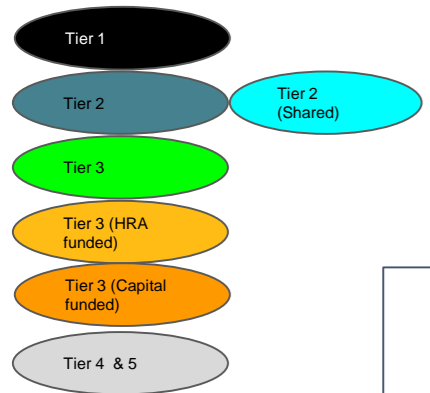 Tier 1
Tier 2
Tier 2
(Shared)
Tier 3
Tier 3 (HRA
funded)
Tier 3 (Capital
funded)
Tier 4 & 5